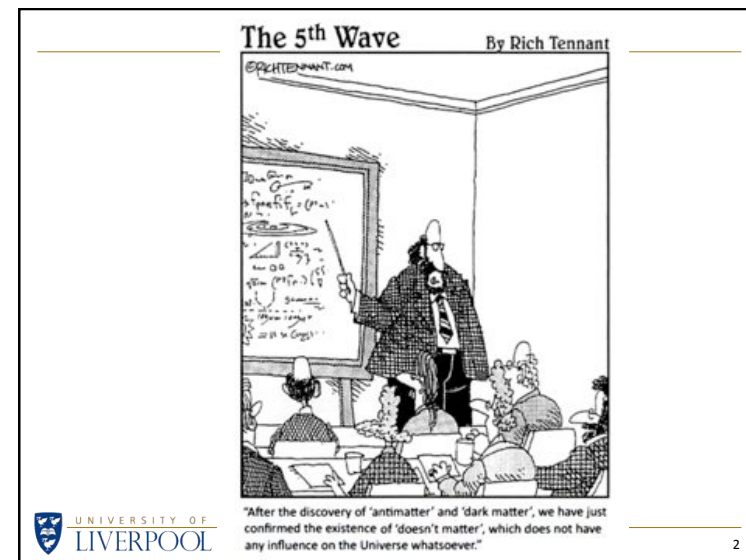 The 5th Wave
By Rich Tennant
©RICHTENNANT.COM
"After the discovery of 'antimatter' and 'dark matter', we have just
confirmed the existence of 'doesn't matter', which does not have
any influence on the Universe whatsoever."
UNIVERSITY OF
LIVERPOOL
2